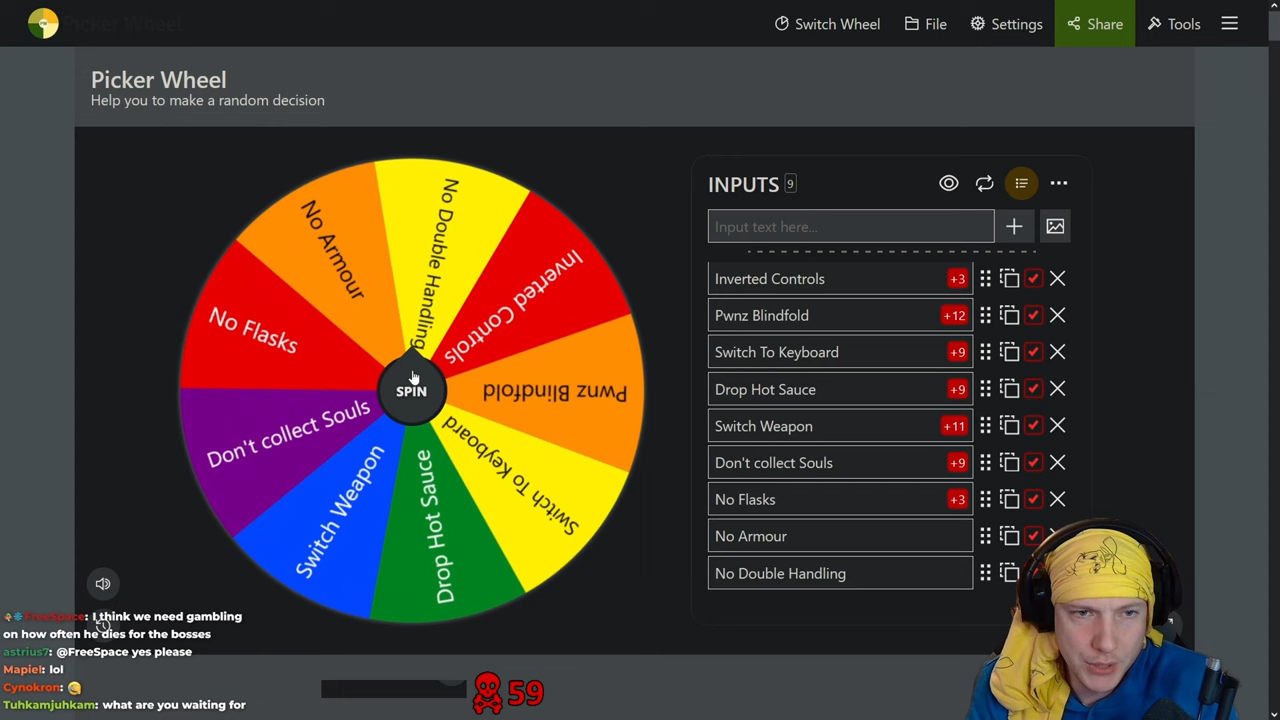 Picker Wheel
Switch Wheel
File
Settings
Share
Tools
Picker Wheel
Help you to make a random decision
No Double Handling
Inverted Controls
Pwnz Blindfold
Switch To Keyboard
Drop Hot Sauce
Switch Weapon
Don't collect Souls
No Flasks
No Armour
SPIN
INPUTS 9
Input text here...
Inverted Controls +3
Pwnz Blindfold +12
Switch To Keyboard +9
Drop Hot Sauce +9
Switch Weapon +11
Don't collect Souls +9
No Flasks +3
No Armour
No Double Handling
FreeSpace: I think we need gambling
on how often he dies for the bosses
astrius7: @FreeSpace yes please
Mapiel: lol
Cynokron:
Tuhkamjuhkam: what are you waiting for
59